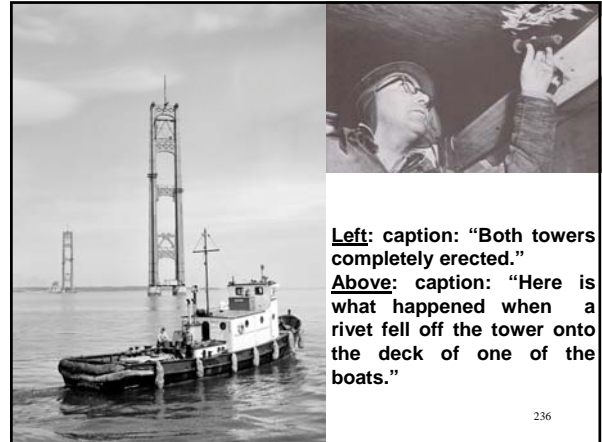 Left: caption: “Both towers
completely erected.”
Above: caption: “Here is
what happened when a
rivet fell off the tower onto
the deck of one of the
boats.”
236